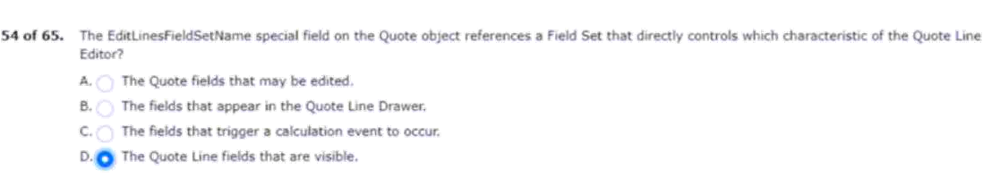 54 of 65. The EditLinesFieldSetName special field on the Quote object references a Field Set that directly controls which characteristic of the Quote Line
Editor?
A. The Quote fields that may be edited.
B. The fields that appear in the Quote Line Drawer.
C. The fields that trigger a calculation event to occur.
D. The Quote Line fields that are visible.